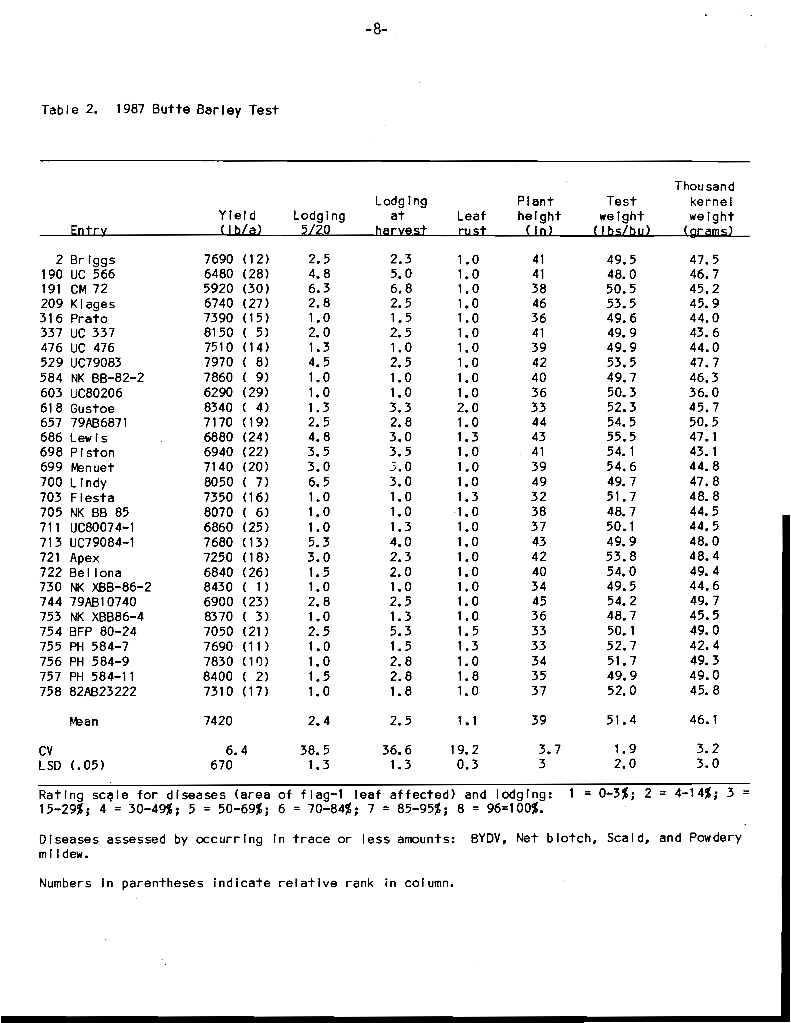 -8-
Table 2. 1987 Butte Barley Test
Thousand
Lodging Plant Test kernel
Yield Lodging at Leaf height weight weight
Entry (lb/a) 5/20 harvest rust (in) (lbs/bu) (grams)
2 Briggs 7690 (12) 2.5 2.3 1.0 41 49.5 47.5
190 UC 566 6480 (28) 4.8 5.0 1.0 41 48.0 46.7
191 CM 72 5920 (30) 6.3 6.8 1.0 38 50.5 45.2
209 Klages 6740 (27) 2.8 2.5 1.0 46 53.5 45.9
316 Prato 7390 (15) 1.0 1.5 1.0 36 49.6 44.0
337 UC 337 8150 ( 5) 2.0 2.5 1.0 41 49.9 43.6
476 UC 476 7510 (14) 1.3 1.0 1.0 39 49.9 44.0
529 UC79083 7970 ( 8) 4.5 2.5 1.0 42 53.5 47.7
584 NK BB-82-2 7860 ( 9) 1.0 1.0 1.0 40 49.7 46.3
603 UC80206 6290 (29) 1.0 1.0 1.0 36 50.3 36.0
618 Gustoe 8340 ( 4) 1.3 3.3 2.0 33 52.3 45.7
657 79AB6871 7170 (19) 2.5 2.8 1.0 44 54.5 50.5
686 Lewis 6880 (24) 4.8 3.0 1.3 43 55.5 47.1
698 Piston 6940 (22) 3.5 3.5 1.0 41 54.1 43.1
699 Menuet 7140 (20) 3.0 3.0 1.0 39 54.6 44.8
700 Lindy 8050 ( 7) 6.5 3.0 1.0 49 49.7 47.8
703 Fiesta 7350 (16) 1.0 1.0 1.3 32 51.7 48.8
705 NK BB 85 8070 ( 6) 1.0 1.0 1.0 38 48.7 44.5
711 UC80074-1 6860 (25) 1.0 1.3 1.0 37 50.1 44.5
713 UC79084-1 7680 (13) 5.3 4.0 1.0 43 49.9 48.0
721 Apex 7250 (18) 3.0 2.3 1.0 42 53.8 48.4
722 Bellona 6840 (26) 1.5 2.0 1.0 40 54.0 49.4
730 NK XBB-86-2 8430 ( 1) 1.0 1.0 1.0 34 49.5 44.6
744 79AB10740 6900 (23) 2.8 2.5 1.0 45 54.2 49.7
753 NK XBB86-4 8370 ( 3) 1.0 1.3 1.0 36 48.7 45.5
754 BFP 80-24 7050 (21) 2.5 5.3 1.5 33 50.1 49.0
755 PH 584-7 7690 (11) 1.0 1.5 1.3 33 52.7 42.4
756 PH 584-9 7830 (10) 1.0 2.8 1.0 34 51.7 49.3
757 PH 584-11 8400 ( 2) 1.5 2.8 1.8 35 49.9 49.0
758 82AB23222 7310 (17) 1.0 1.8 1.0 37 52.0 45.8
Mean 7420 2.4 2.5 1.1 39 51.4 46.1
CV 6.4 38.5 36.6 19.2 3.7 1.9 3.2
LSD (.05) 670 1.3 1.3 0.3 3 2.0 3.0
Rating scale for diseases (area of flag-1 leaf affected) and lodging: 1 = 0-3%; 2 = 4-14%; 3 =
15-29%; 4 = 30-49%; 5 = 50-69%; 6 = 70-84%; 7 = 85-95%; 8 = 96=100%.
Diseases assessed by occurring in trace or less amounts: BYDV, Net blotch, Scald, and Powdery
mildew.
Numbers in parentheses indicate relative rank in column.